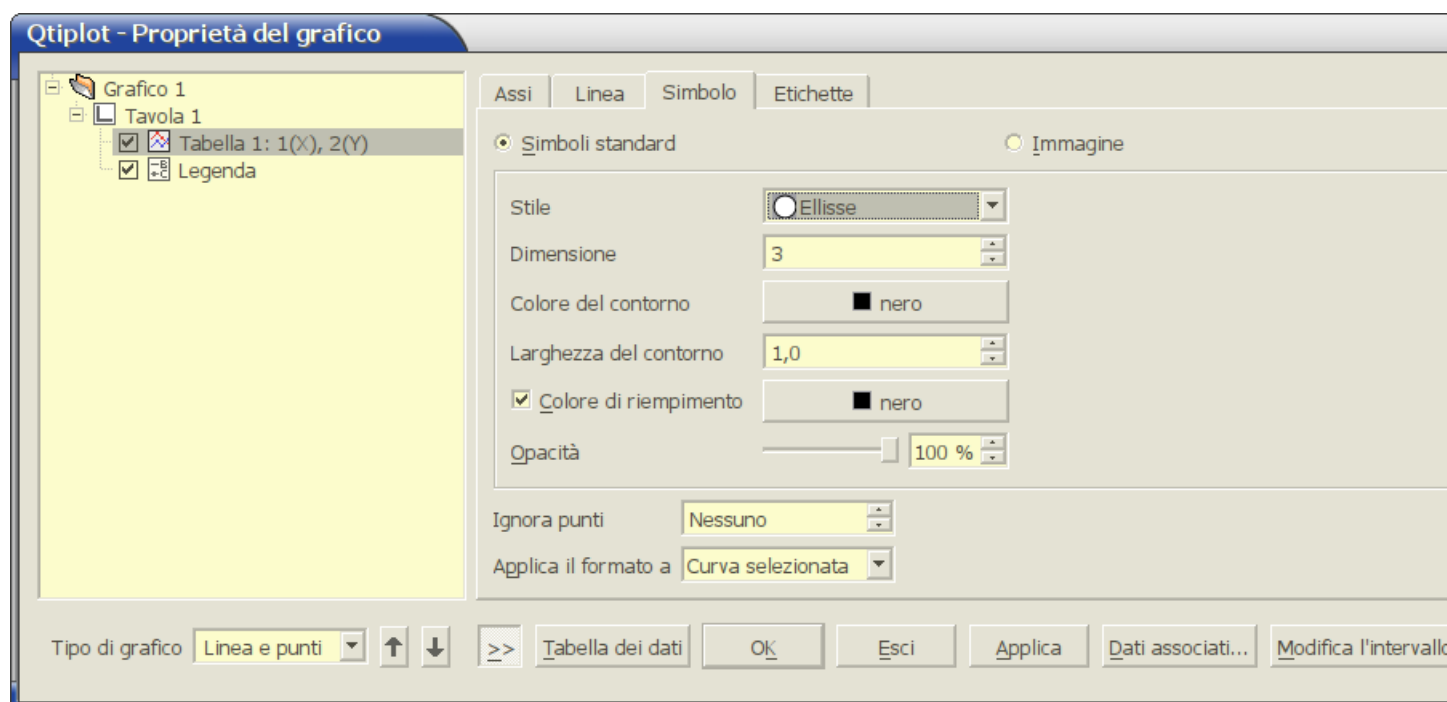 Qtiplot - Proprietà del grafico
Grafico 1
Tavola 1
Tabella 1: 1(X), 2(Y)
Legenda
Assi Linea Simbolo Etichette
Simboli standard Immagine
Stile Ellisse
Dimensione 3
Colore del contorno nero
Larghezza del contorno 1,0
Colore di riempimento nero
Opacità 100 %
Ignora punti Nessuno
Applica il formato a Curva selezionata
Tipo di grafico Linea e punti >> Tabella dei dati OK Esci Applica Dati associati... Modifica l'intervallo